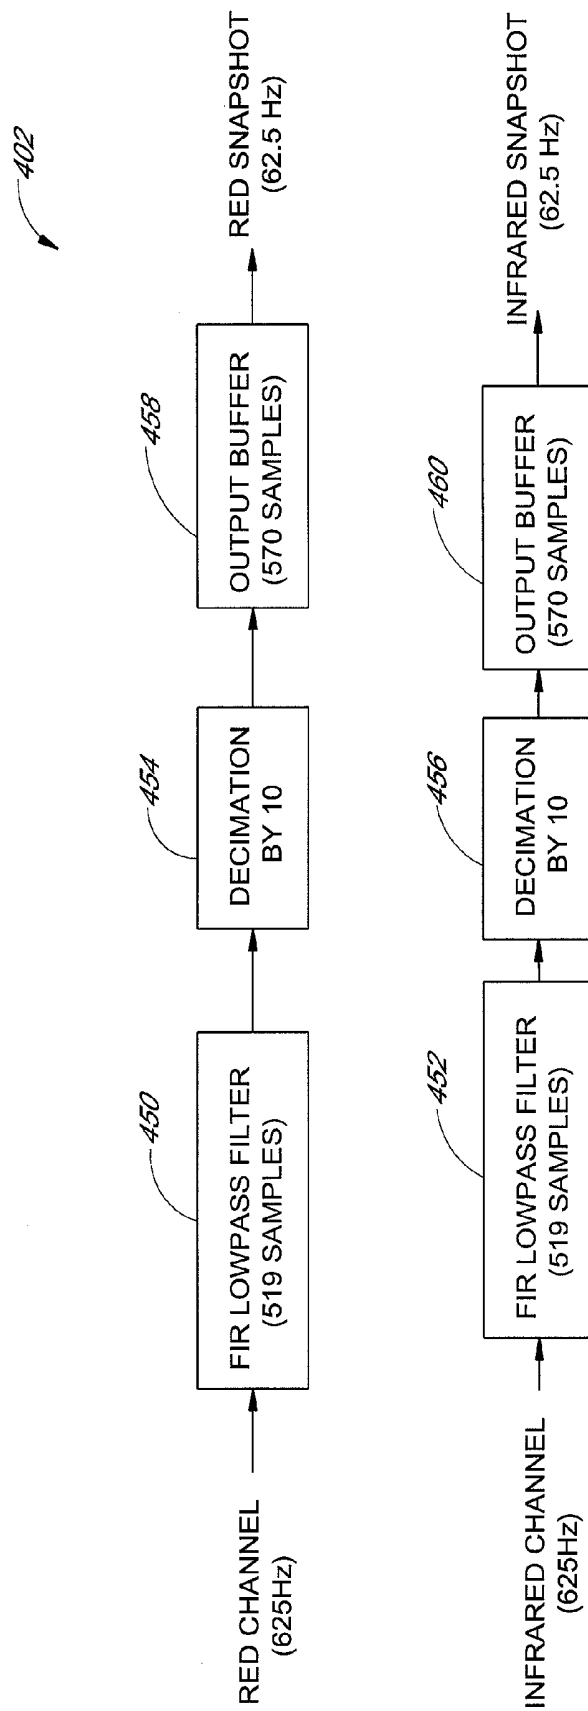 402
RED CHANNEL
(625Hz)
450
FIR LOWPASS FILTER
(519 SAMPLES)
454
DECIMATION
BY 10
458
OUTPUT BUFFER
(570 SAMPLES)
RED SNAPSHOT
(62.5 Hz)
INFRARED CHANNEL
(625Hz)
452
FIR LOWPASS FILTER
(519 SAMPLES)
456
DECIMATION
BY 10
460
OUTPUT BUFFER
(570 SAMPLES)
INFRARED SNAPSHOT
(62.5 Hz)